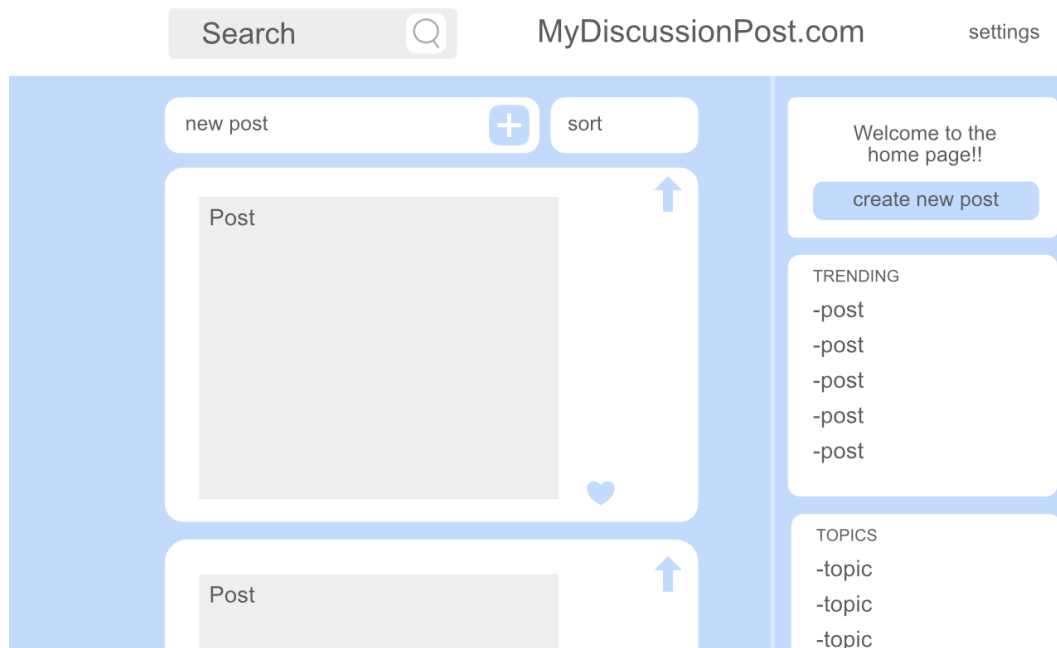 Search
MyDiscussionPost.com
settings
new post
sort
Post
Post
Welcome to the
home page!!
create new post
TRENDING
-post
-post
-post
-post
-post
TOPICS
-topic
-topic
-topic